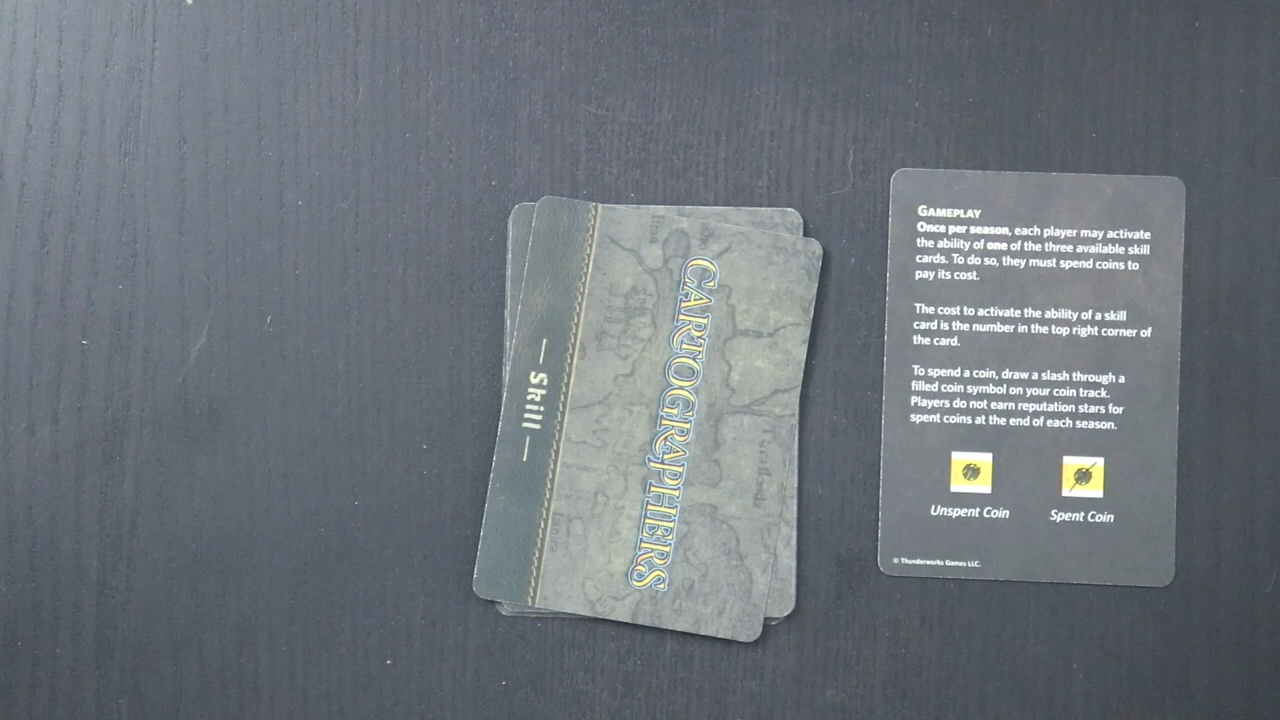 — Skill —
CARTOGRAPHERS
GAMEPLAY
Once per season, each player may activate
the ability of one of the three available skill
cards. To do so, they must spend coins to
pay its cost.
The cost to activate the ability of a skill
card is the number in the top right corner of
the card.
To spend a coin, draw a slash through a
filled coin symbol on your coin track.
Players do not earn reputation stars for
spent coins at the end of each season.
Unspent Coin
Spent Coin
© Thunderworks Games LLC.